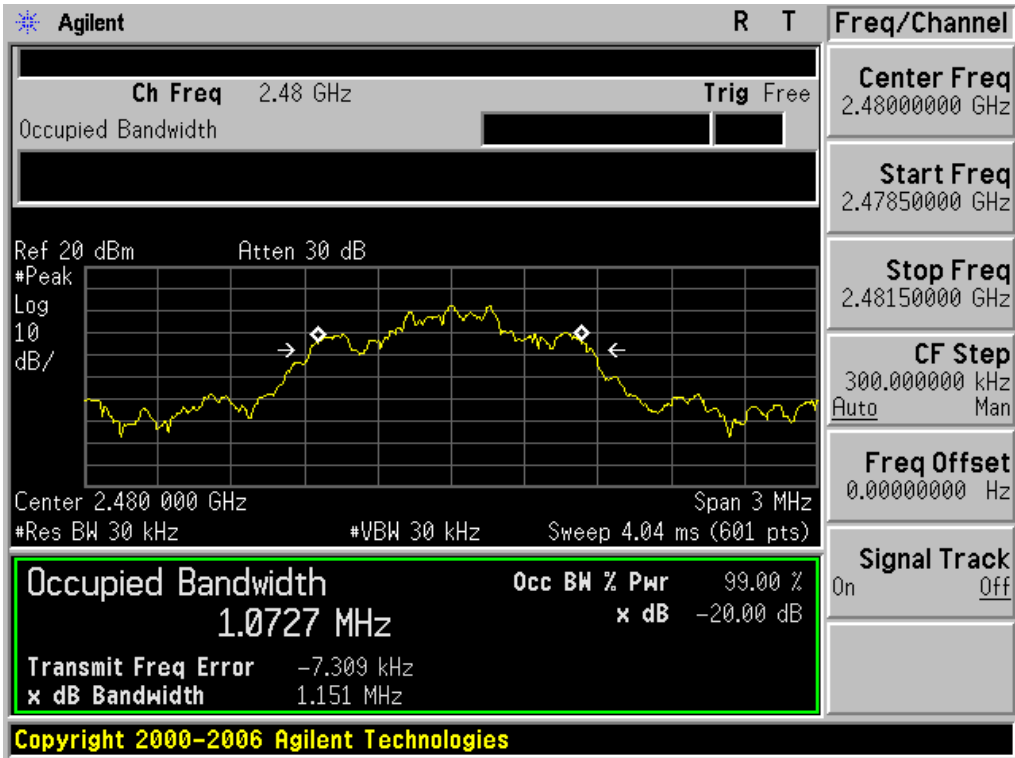 Agilent R T Freq/Channel
Ch Freq 2.48 GHz Trig Free
Occupied Bandwidth
Center Freq
2.48000000 GHz
Start Freq
2.47850000 GHz
Stop Freq
2.48150000 GHz
CF Step
300.000000 kHz
Auto Man
Freq Offset
0.00000000 Hz
Signal Track
On Off
Ref 20 dBm Atten 30 dB
#Peak
Log
10
dB/
Center 2.480 000 GHz Span 3 MHz
#Res BW 30 kHz #VBW 30 kHz Sweep 4.04 ms (601 pts)
Occupied Bandwidth Occ BW % Pwr 99.00 %
1.0727 MHz x dB -20.00 dB
Transmit Freq Error -7.309 kHz
x dB Bandwidth 1.151 MHz
Copyright 2000-2006 Agilent Technologies